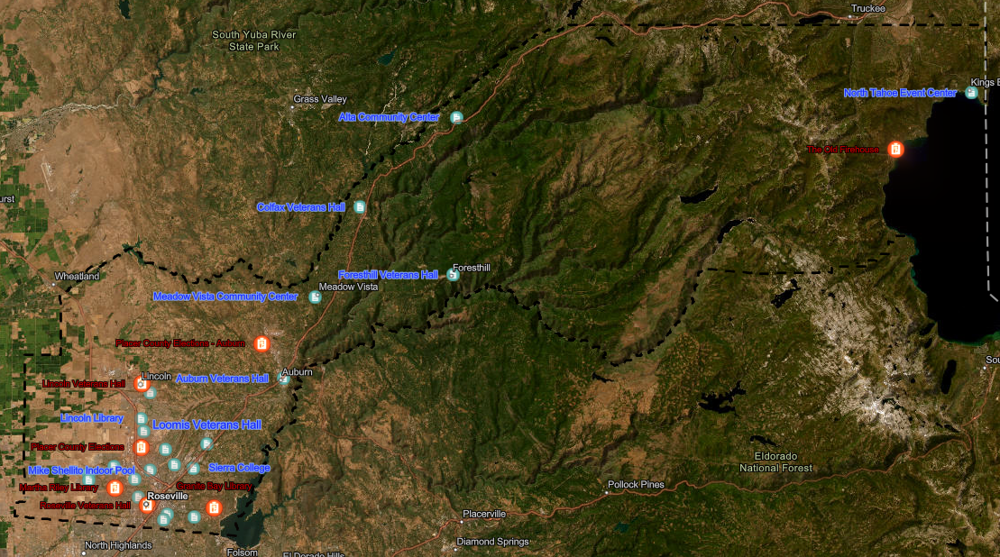 Truckee
South Yuba River
State Park
Kings B
North Tahoe Event Center
Grass Valley
Alta Community Center
The Old Firehouse
urst
Colfax Veterans Hall
Foresthill
Foresthill Veterans Hall
Wheatland
Meadow Vista
Meadow Vista Community Center
Placer County Elections - Auburn
Sou
Auburn
Lincoln
Auburn Veterans Hall
Lincoln Veterans Hall
Lincoln Library
Loomis Veterans Hall
Placer County Elections
Eldorado
National Forest
Mike Shellito Indoor Pool
Sierra College
Martha Riley Library
Granite Bay Library
Pollock Pines
Roseville
Roseville Veterans Hall
Placerville
North Highlands
Diamond Springs
Folsom
El Dorado Hills